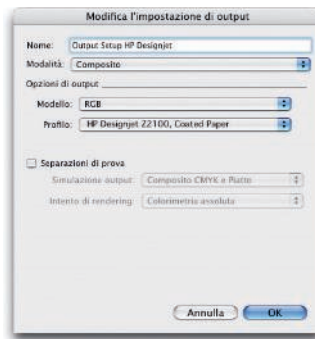 Modifica l'impostazione di output
Nome: Output Setup HP Designjet
Modalità: Composito
Opzioni di output
Modello: RGB
Profilo: HP Designjet Z2100, Coated Paper
Separazioni di prova
Simulazione output: Composito CMYK e Piatto
Intento di rendering: Colorimetria assoluta
Annulla OK